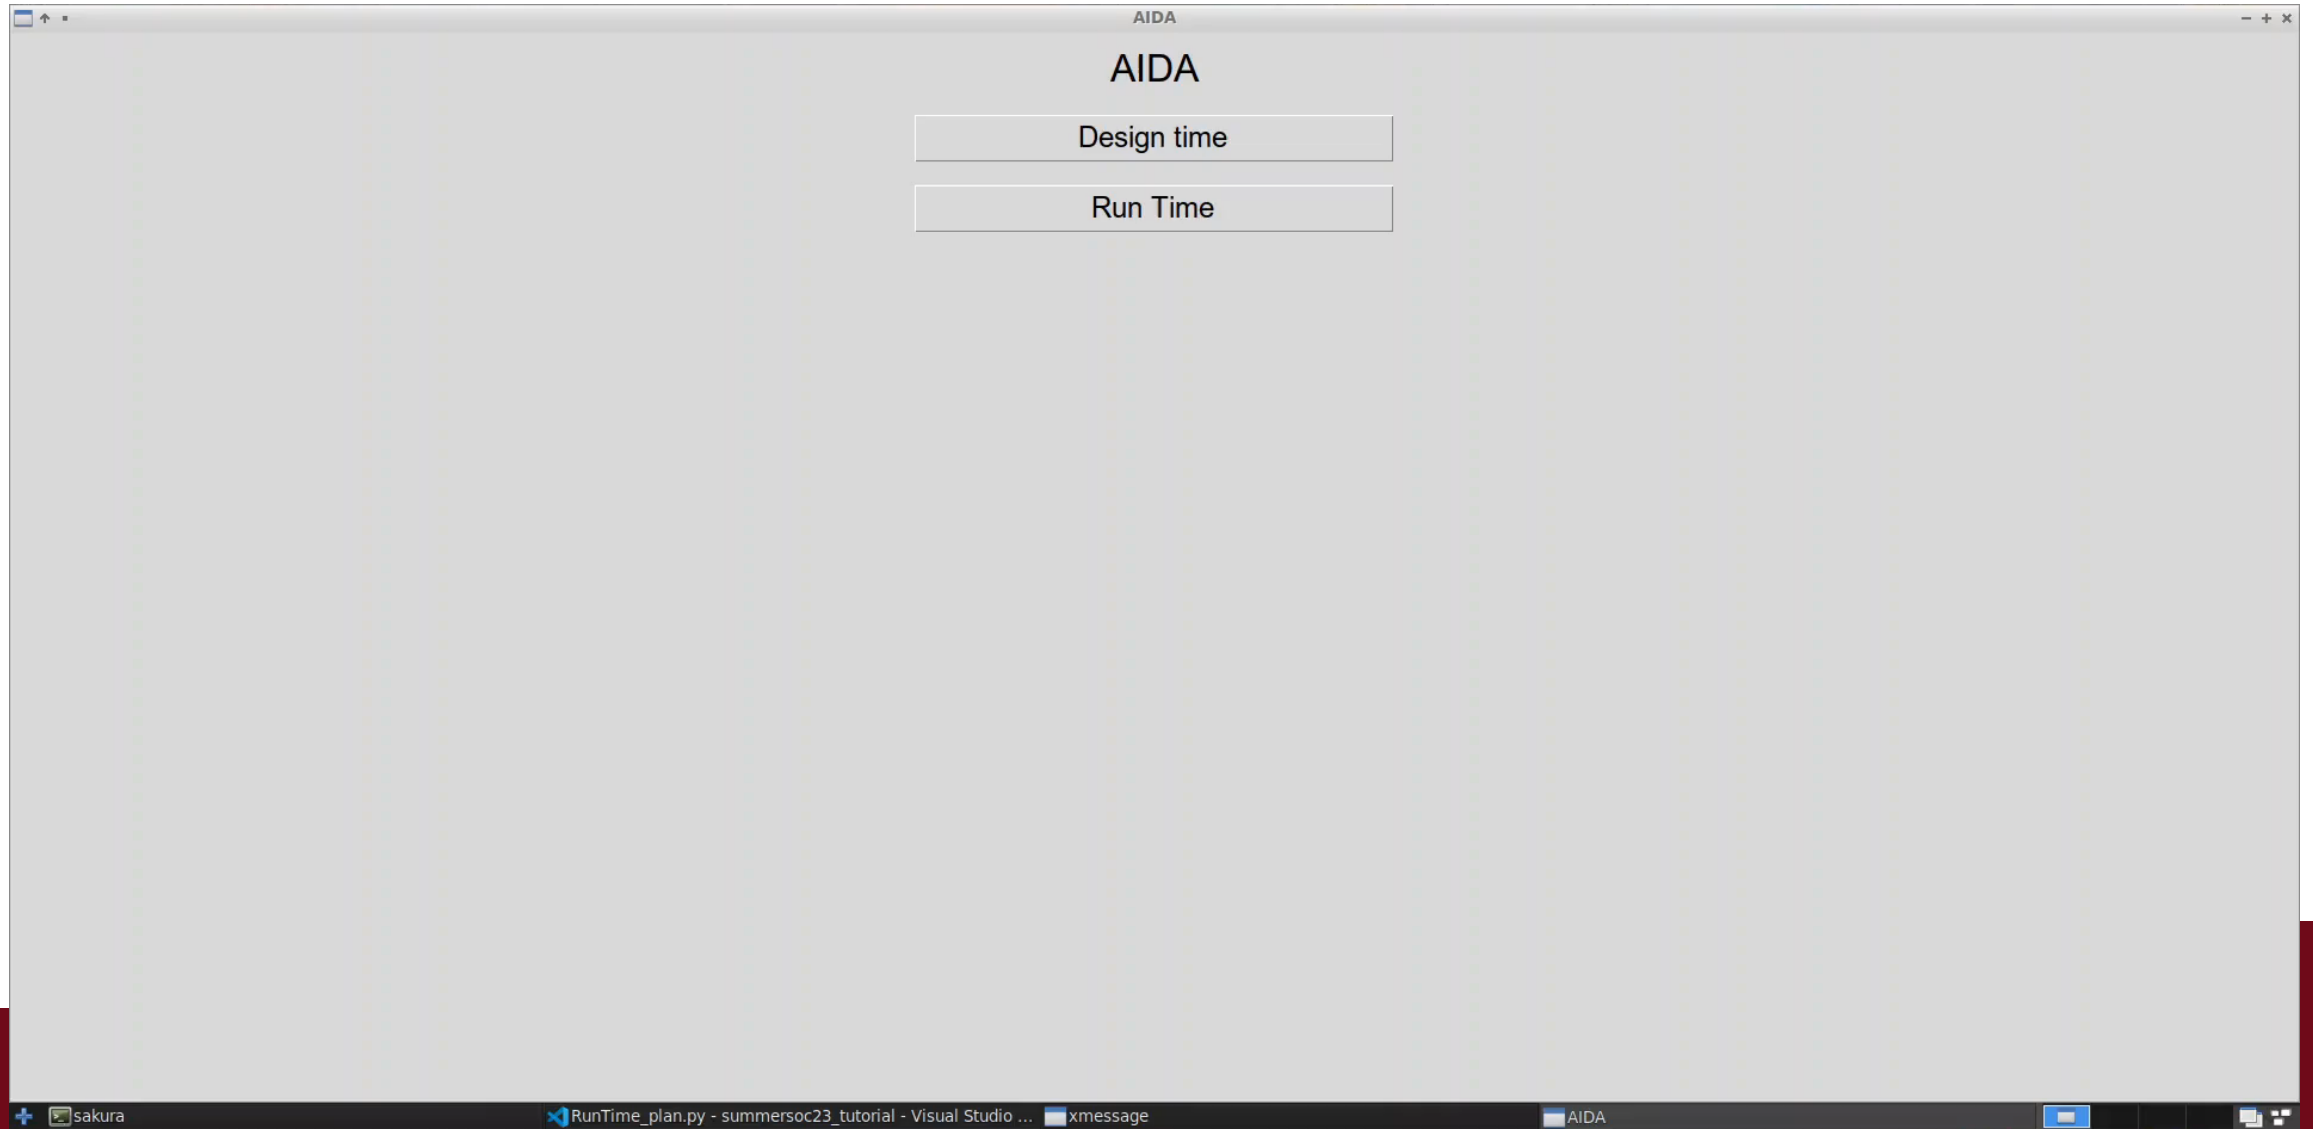 AIDA
AIDA
Design time
Run Time
sakura
RunTime_plan.py - summersoc23_tutorial - Visual Studio ...
xmessage
AIDA